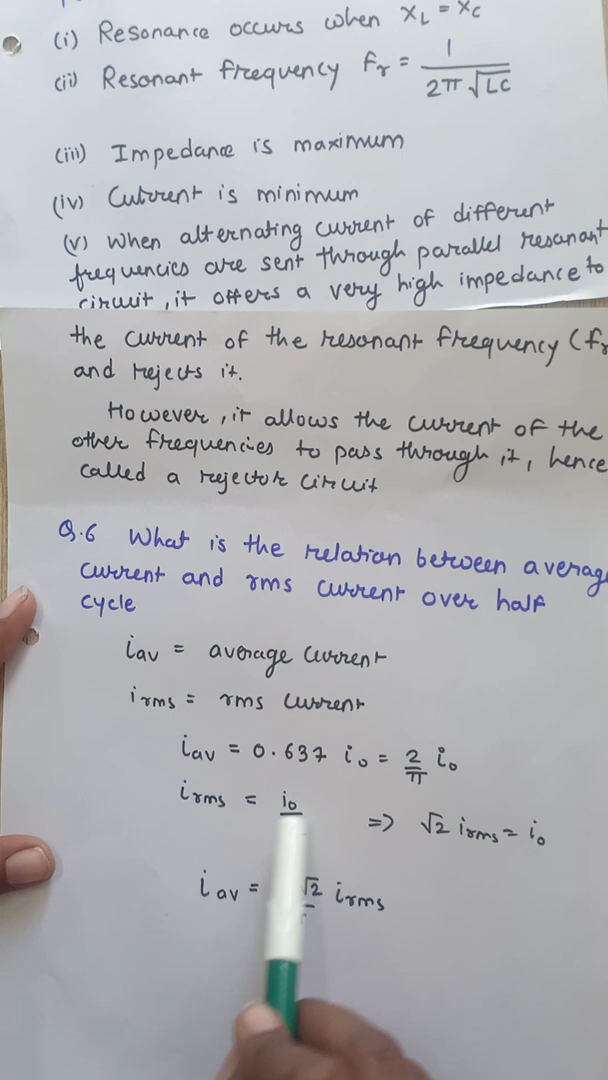 (i) Resonance occurs when XL = XC
(ii) Resonant frequency fr = 1 / 2π√LC
(iii) Impedance is maximum
(iv) Current is minimum
(v) When alternating current of different
frequencies are sent through parallel resonant
circuit, it offers a very high impedance to
the current of the resonant frequency (fr
and rejects it.
However, it allows the current of the
other frequencies to pass through it, hence
called a rejector circuit
Q.6 What is the relation between average
current and rms current over half
cycle
iav = average current
irms = rms current
iav = 0.637 i0 = 2/π i0
irms = i0 ⇒ √2 irms = i0
iav = √2 irms